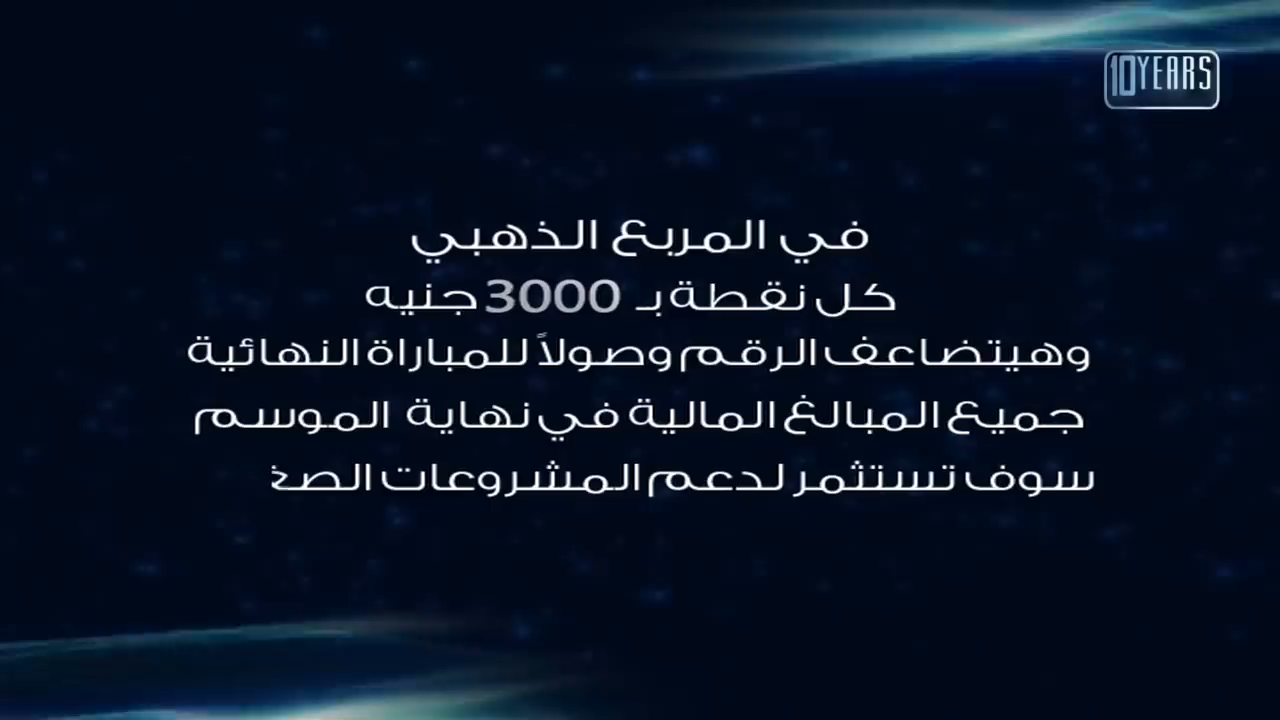 10YEARS
في المربع الذهبي
كل نقطة بـ 3000 جنيه
وهيتضاعف الرقم وصولاً للمباراة النهائية
جميع المبالغ المالية في نهاية الموسم
سوف تستثمر لدعم المشروعات